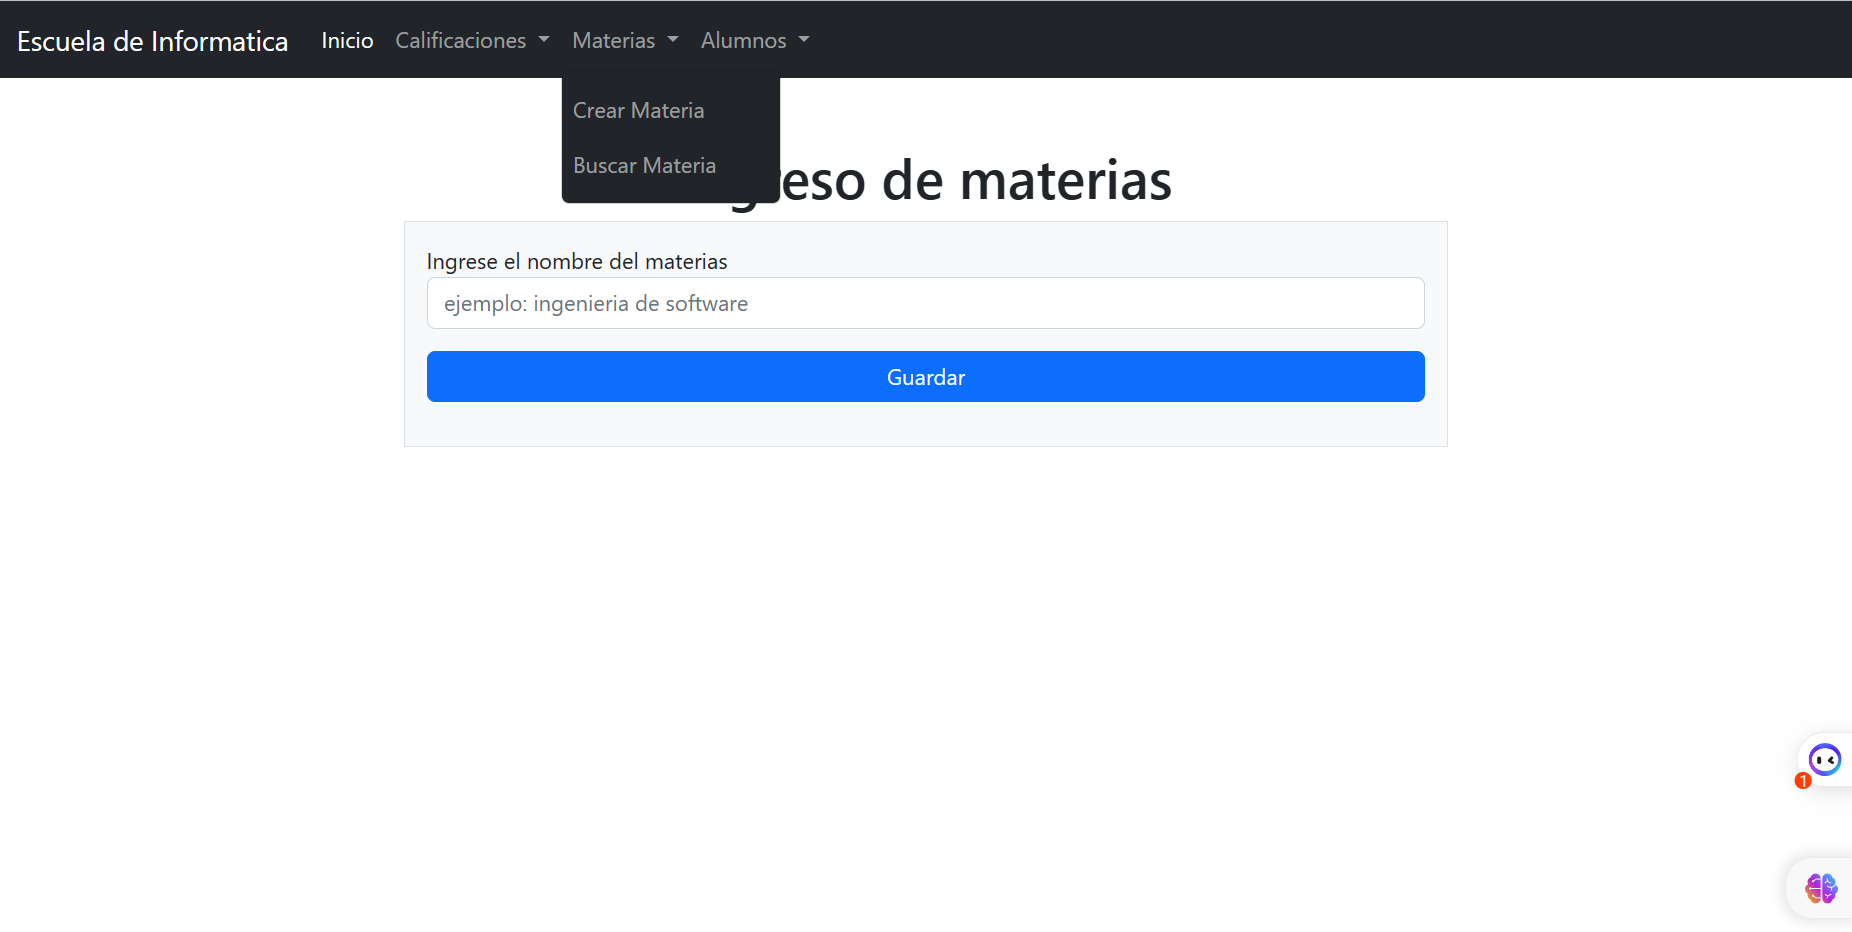 Escuela de Informatica Inicio Calificaciones Materias Alumnos
Crear Materia
Buscar Materia
reso de materias
Ingrese el nombre del materias
ejemplo: ingenieria de software
Guardar
1